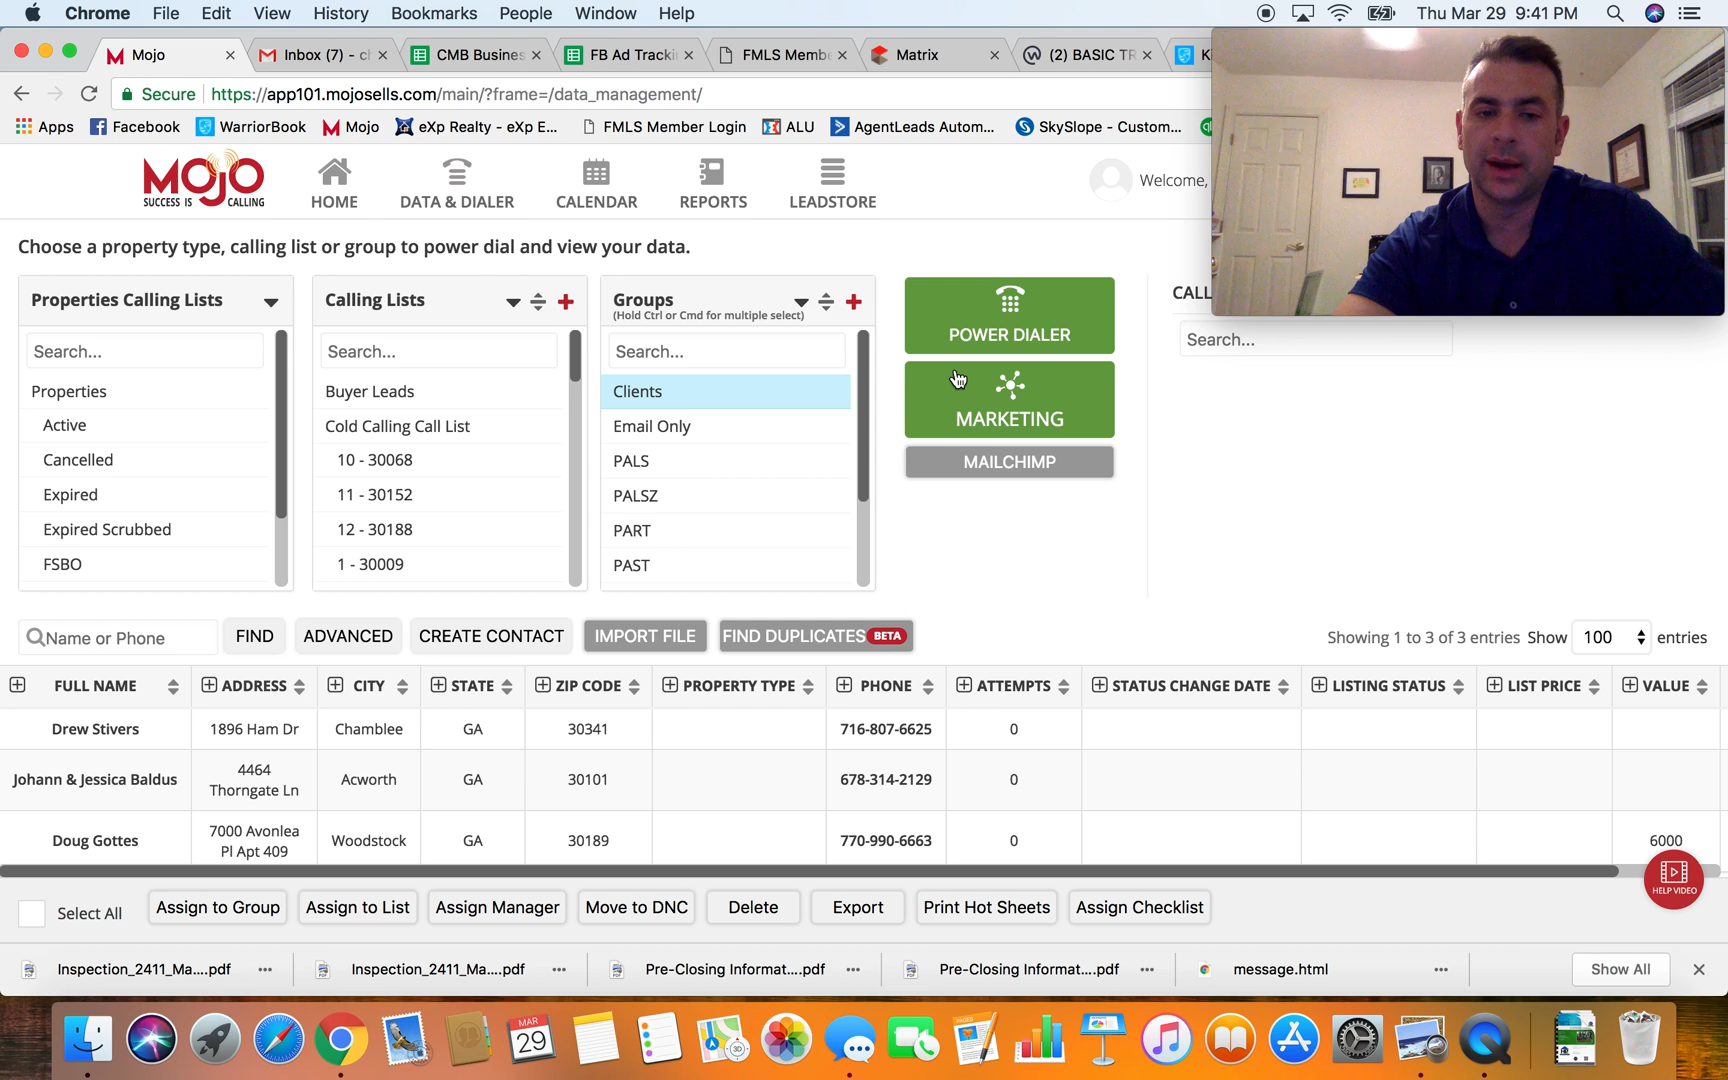 Chrome File Edit View History Bookmarks People Window Help Thu Mar 29 9:41 PM
Mojo Inbox (7) - c CMB Busines FB Ad Tracki FMLS Membe Matrix (2) BASIC TR Ki
Secure https://app101.mojosells.com/main/?frame=/data_management/
Apps Facebook WarriorBook Mojo eXp Realty - eXp E... FMLS Member Login ALU AgentLeads Autom... SkySlope - Custom...
MOJO
SUCCESS IS CALLING
HOME DATA & DIALER CALENDAR REPORTS LEADSTORE Welcome,
Choose a property type, calling list or group to power dial and view your data.
Properties Calling Lists
Search...
Properties
Active
Cancelled
Expired
Expired Scrubbed
FSBO
Calling Lists
Search...
Buyer Leads
Cold Calling Call List
10 - 30068
11 - 30152
12 - 30188
1 - 30009
Groups
(Hold Ctrl or Cmd for multiple select)
Search...
Clients
Email Only
PALS
PALSZ
PART
PAST
POWER DIALER
MARKETING
MAILCHIMP
CALL
Search...
Name or Phone FIND ADVANCED CREATE CONTACT IMPORT FILE FIND DUPLICATES BETA Showing 1 to 3 of 3 entries Show 100 entries
FULL NAME ADDRESS CITY STATE ZIP CODE PROPERTY TYPE PHONE ATTEMPTS STATUS CHANGE DATE LISTING STATUS LIST PRICE VALUE
Drew Stivers 1896 Ham Dr Chamblee GA 30341 716-807-6625 0
Johann & Jessica Baldus 4464 Thorngate Ln Acworth GA 30101 678-314-2129 0
Doug Gottes 7000 Avonlea Pl Apt 409 Woodstock GA 30189 770-990-6663 0 6000
HELP VIDEO
Select All Assign to Group Assign to List Assign Manager Move to DNC Delete Export Print Hot Sheets Assign Checklist
Inspection_2411_Ma....pdf Inspection_2411_Ma....pdf Pre-Closing Informat....pdf Pre-Closing Informat....pdf message.html Show All
MAR
29
3D